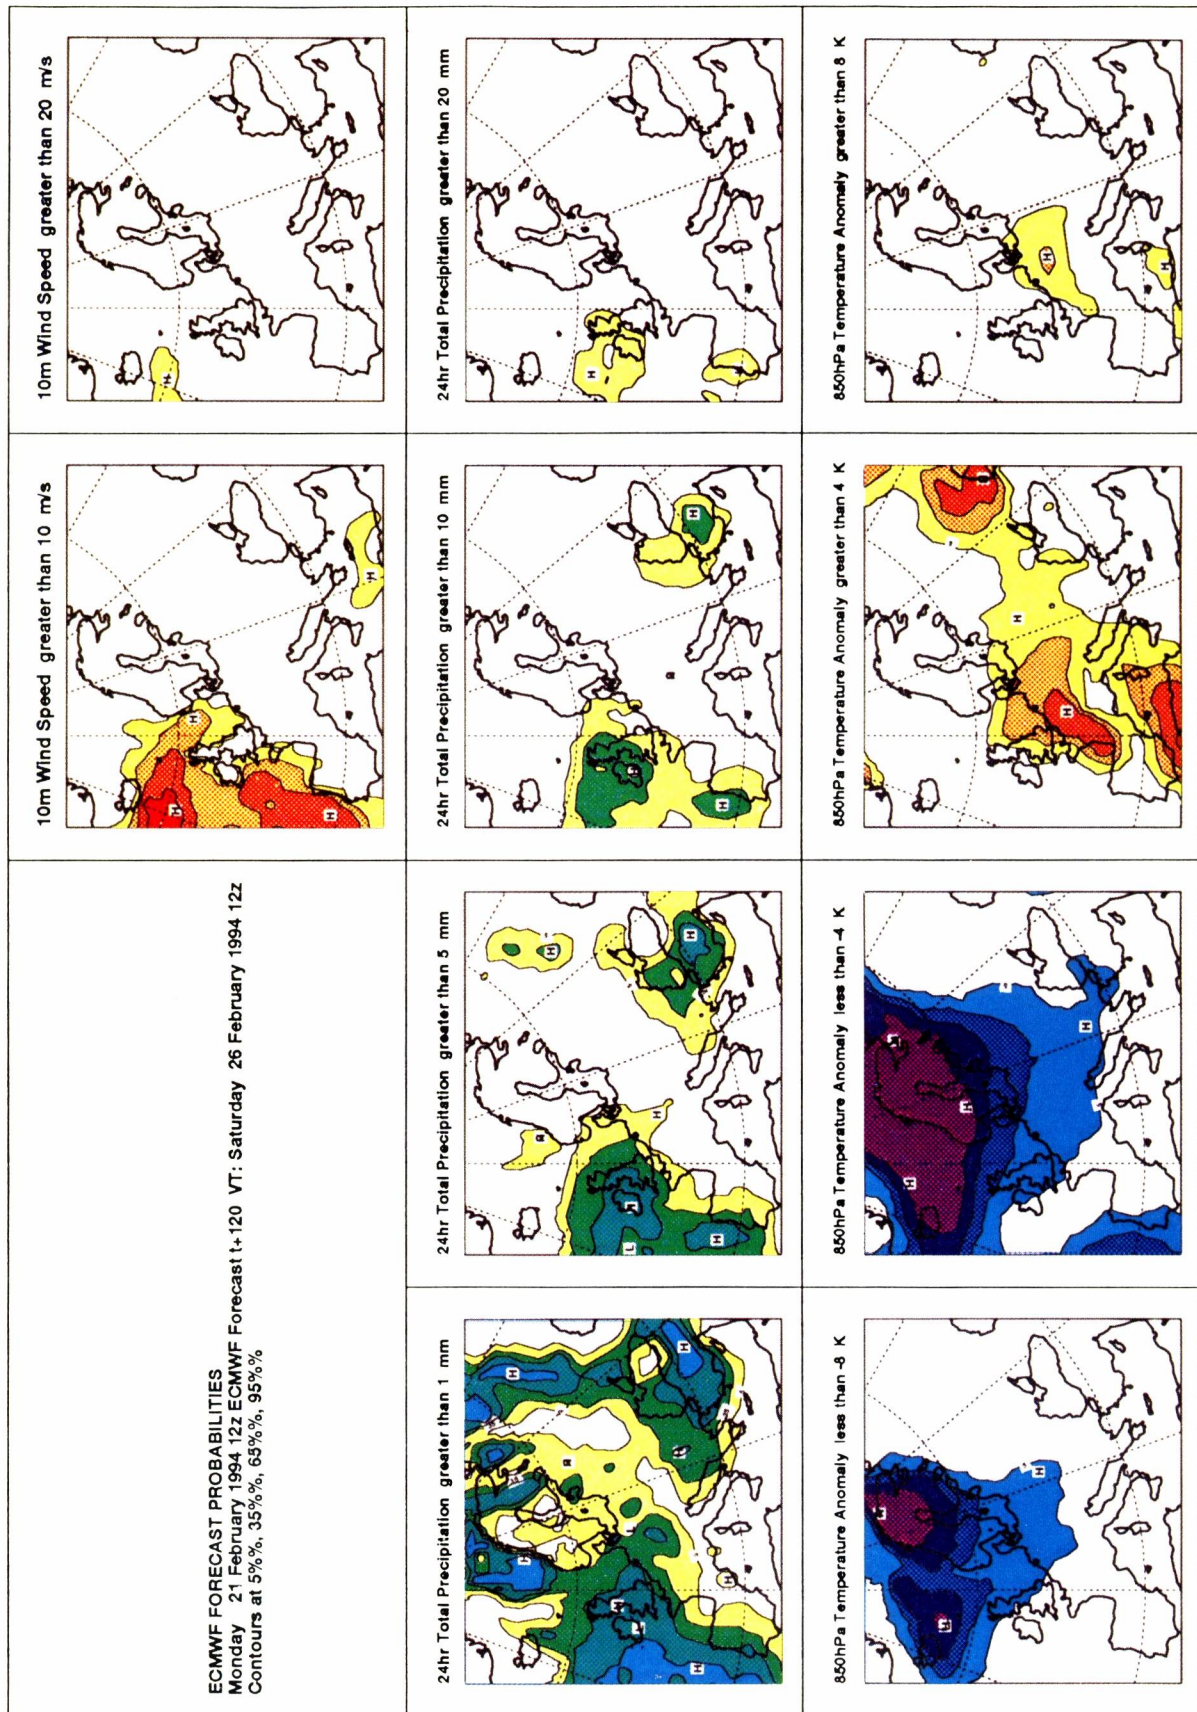 ECMWF FORECAST PROBABILITIES
Monday 21 February 1994 12z ECMWF Forecast t+120 VT: Saturday 26 February 1994 12z
Contours at 5%%, 35%%, 65%%, 95%%
10m Wind Speed greater than 10 m/s
10m Wind Speed greater than 20 m/s
24hr Total Precipitation greater than 1 mm
24hr Total Precipitation greater than 5 mm
24hr Total Precipitation greater than 10 mm
24hr Total Precipitation greater than 20 mm
850hPa Temperature Anomaly less than -8 K
850hPa Temperature Anomaly less than -4 K
850hPa Temperature Anomaly greater than 4 K
850hPa Temperature Anomaly greater than 8 K